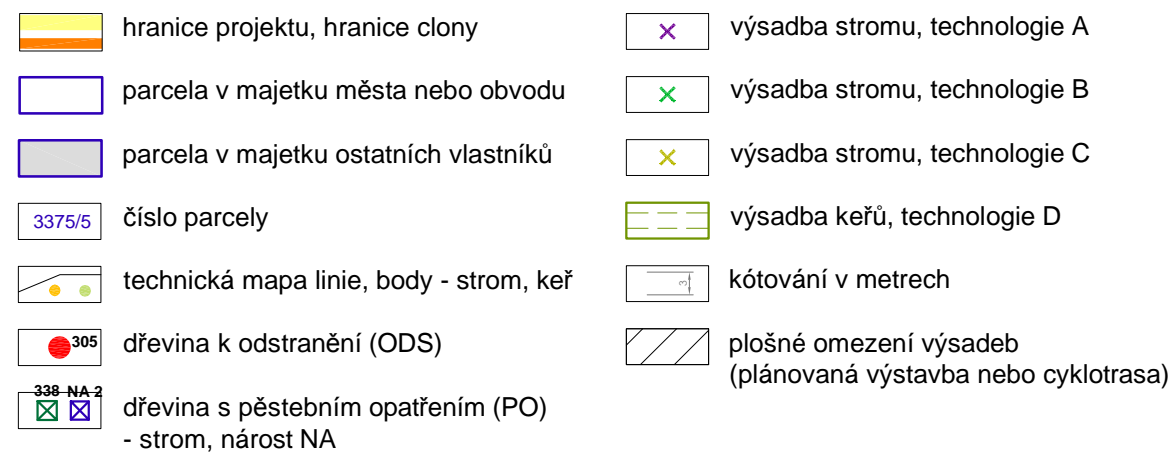 hranice projektu, hranice clony
parcela v majetku města nebo obvodu
parcela v majetku ostatních vlastníků
3375/5 číslo parcely
technická mapa linie, body - strom, keř
305 dřevina k odstranění (ODS)
338 NA 2
dřevina s pěstebním opatřením (PO)
- strom, nárost NA
výsadba stromu, technologie A
výsadba stromu, technologie B
výsadba stromu, technologie C
výsadba keřů, technologie D
3 kótování v metrech
plošné omezení výsadeb
(plánovaná výstavba nebo cyklotrasa)